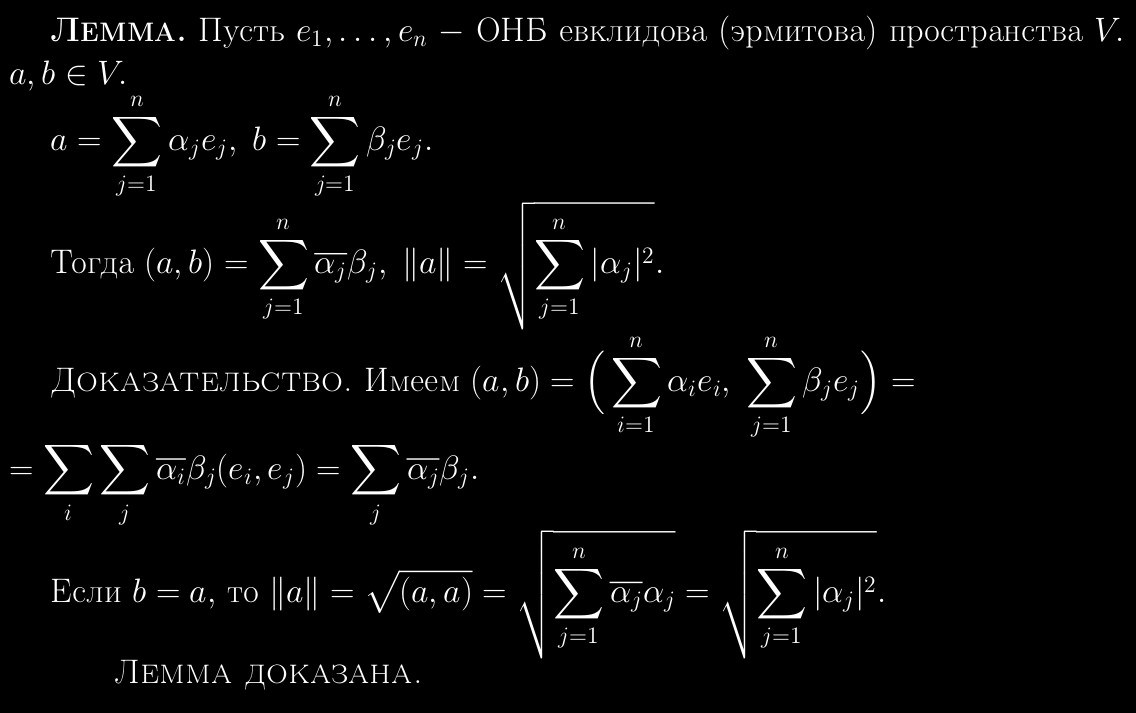 Лемма. Пусть $e_1, \ldots, e_n$ − ОНБ евклидова (эрмитова) пространства $V$.
$a, b \in V$.
$a = \sum_{j=1}^{n} \alpha_j e_j, \; b = \sum_{j=1}^{n} \beta_j e_j.$
Тогда $(a, b) = \sum_{j=1}^{n} \overline{\alpha_j} \beta_j, \; \|a\| = \sqrt{\sum_{j=1}^{n} |\alpha_j|^2}.$
Доказательство. Имеем $(a, b) = \Big( \sum_{i=1}^{n} \alpha_i e_i, \; \sum_{j=1}^{n} \beta_j e_j \Big) =$
$= \sum_{i} \sum_{j} \overline{\alpha_i} \beta_j (e_i, e_j) = \sum_{j} \overline{\alpha_j} \beta_j.$
Если $b = a$, то $\|a\| = \sqrt{(a, a)} = \sqrt{\sum_{j=1}^{n} \overline{\alpha_j} \alpha_j} = \sqrt{\sum_{j=1}^{n} |\alpha_j|^2}.$
Лемма доказана.